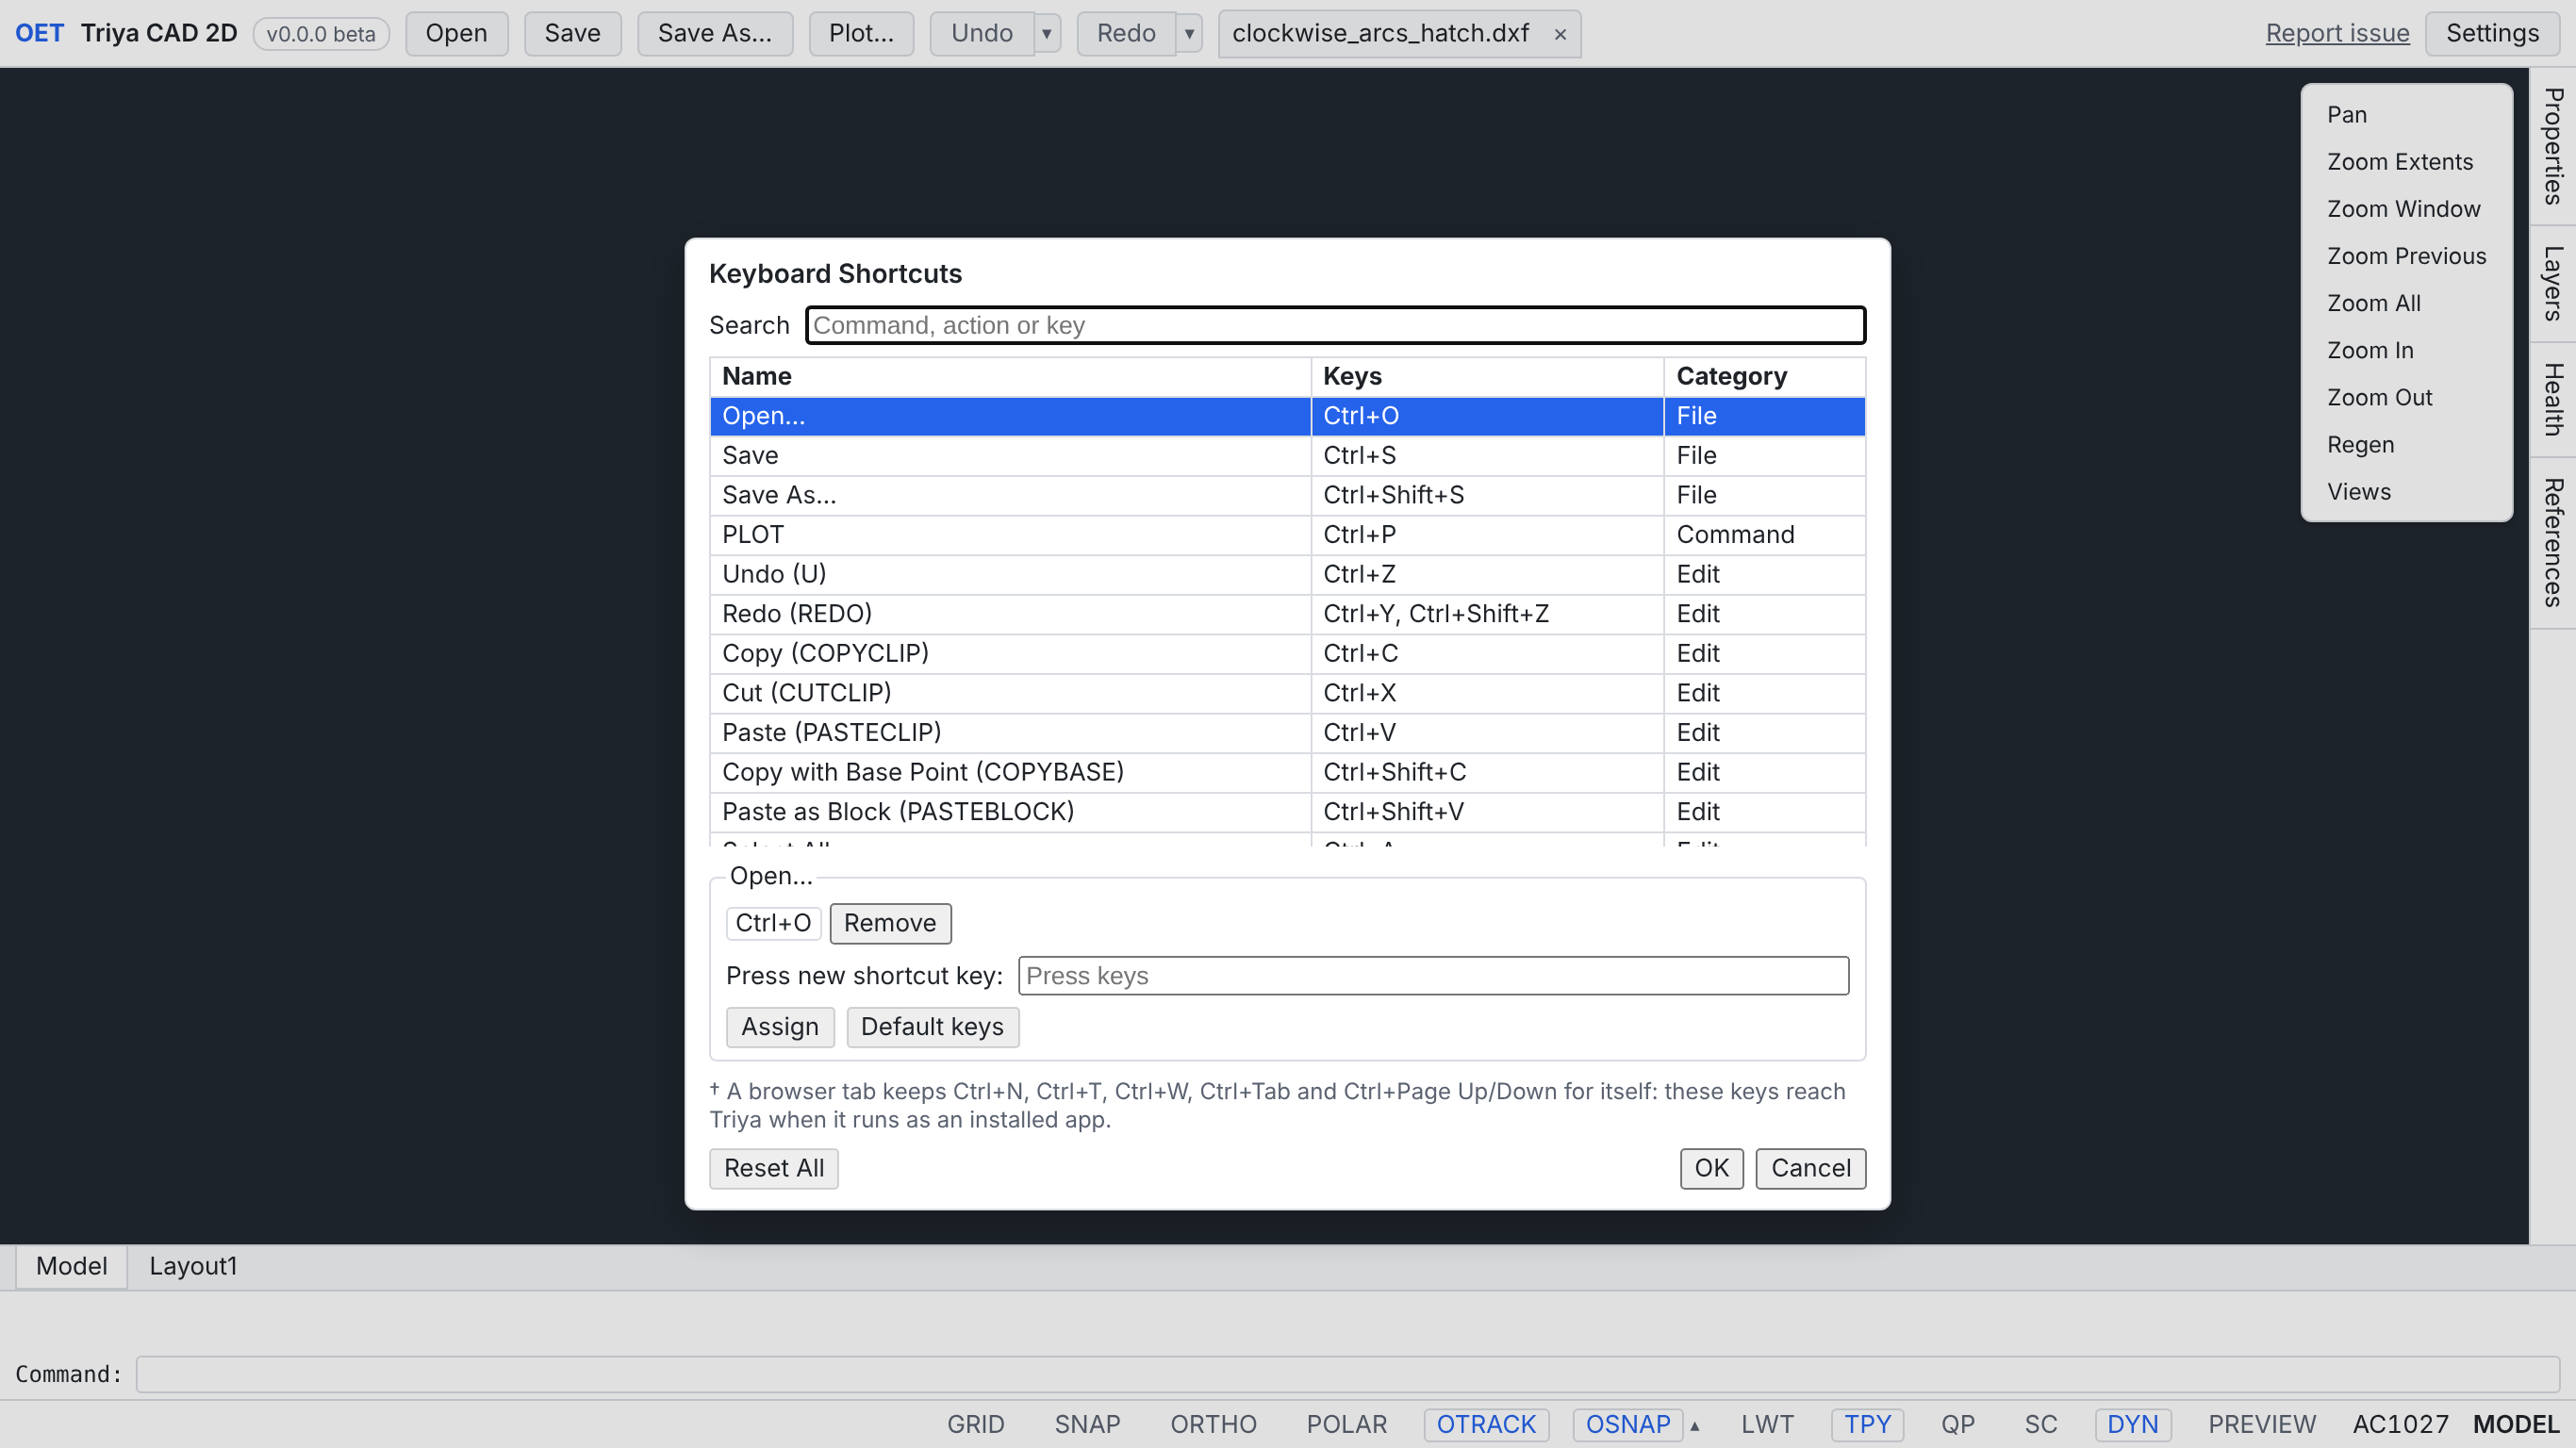 OET Triya CAD 2D v0.0.0 beta Open Save Save As... Plot... Undo ▾ Redo ▾ clockwise_arcs_hatch.dxf × Report issue Settings
Pan
Zoom Extents
Zoom Window
Zoom Previous
Zoom All
Zoom In
Zoom Out
Regen
Views
Properties
Layers
Health
References
Keyboard Shortcuts
Search Command, action or key
Name Keys Category
Open... Ctrl+O File
Save Ctrl+S File
Save As... Ctrl+Shift+S File
PLOT Ctrl+P Command
Undo (U) Ctrl+Z Edit
Redo (REDO) Ctrl+Y, Ctrl+Shift+Z Edit
Copy (COPYCLIP) Ctrl+C Edit
Cut (CUTCLIP) Ctrl+X Edit
Paste (PASTECLIP) Ctrl+V Edit
Copy with Base Point (COPYBASE) Ctrl+Shift+C Edit
Paste as Block (PASTEBLOCK) Ctrl+Shift+V Edit
Open...
Ctrl+O Remove
Press new shortcut key: Press keys
Assign Default keys
† A browser tab keeps Ctrl+N, Ctrl+T, Ctrl+W, Ctrl+Tab and Ctrl+Page Up/Down for itself: these keys reach
Triya when it runs as an installed app.
Reset All OK Cancel
Model Layout1
Command:
GRID SNAP ORTHO POLAR OTRACK OSNAP ▴ LWT TPY QP SC DYN PREVIEW AC1027 MODEL